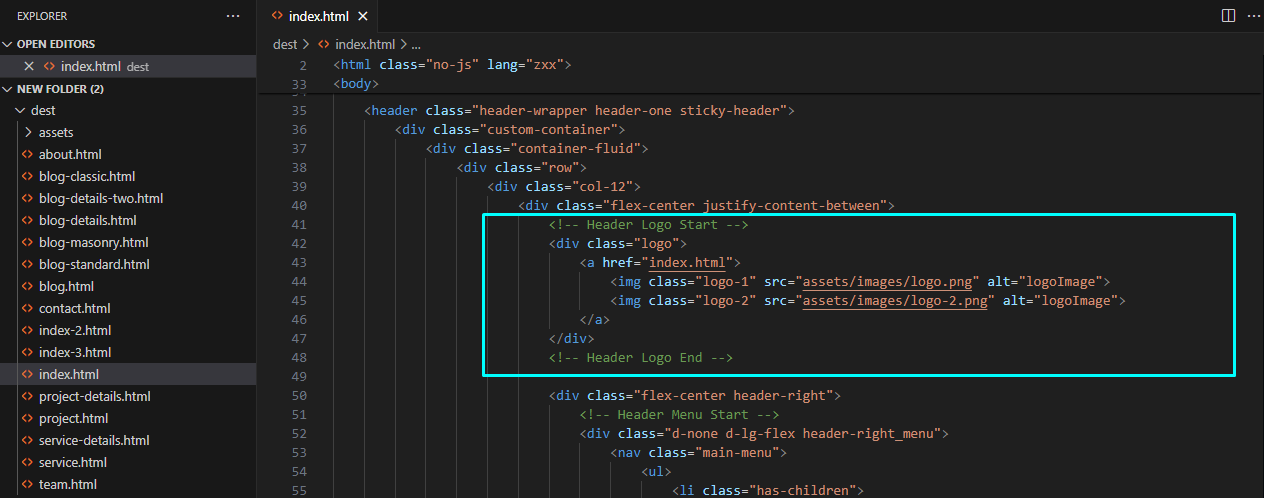 EXPLORER
index.html
OPEN EDITORS
index.html dest
NEW FOLDER (2)
dest
assets
about.html
blog-classic.html
blog-details-two.html
blog-details.html
blog-masonry.html
blog-standard.html
blog.html
contact.html
index-2.html
index-3.html
index.html
project-details.html
project.html
service-details.html
service.html
team.html
dest > index.html > ...
2 <html class="no-js" lang="zxx">
33 <body>
35 <header class="header-wrapper header-one sticky-header">
36 <div class="custom-container">
37 <div class="container-fluid">
38 <div class="row">
39 <div class="col-12">
40 <div class="flex-center justify-content-between">
41 <!-- Header Logo Start -->
42 <div class="logo">
43 <a href="index.html">
44 <img class="logo-1" src="assets/images/logo.png" alt="logoImage">
45 <img class="logo-2" src="assets/images/logo-2.png" alt="logoImage">
46 </a>
47 </div>
48 <!-- Header Logo End -->
49
50 <div class="flex-center header-right">
51 <!-- Header Menu Start -->
52 <div class="d-none d-lg-flex header-right_menu">
53 <nav class="main-menu">
54 <ul>
55 <li class="has-children">